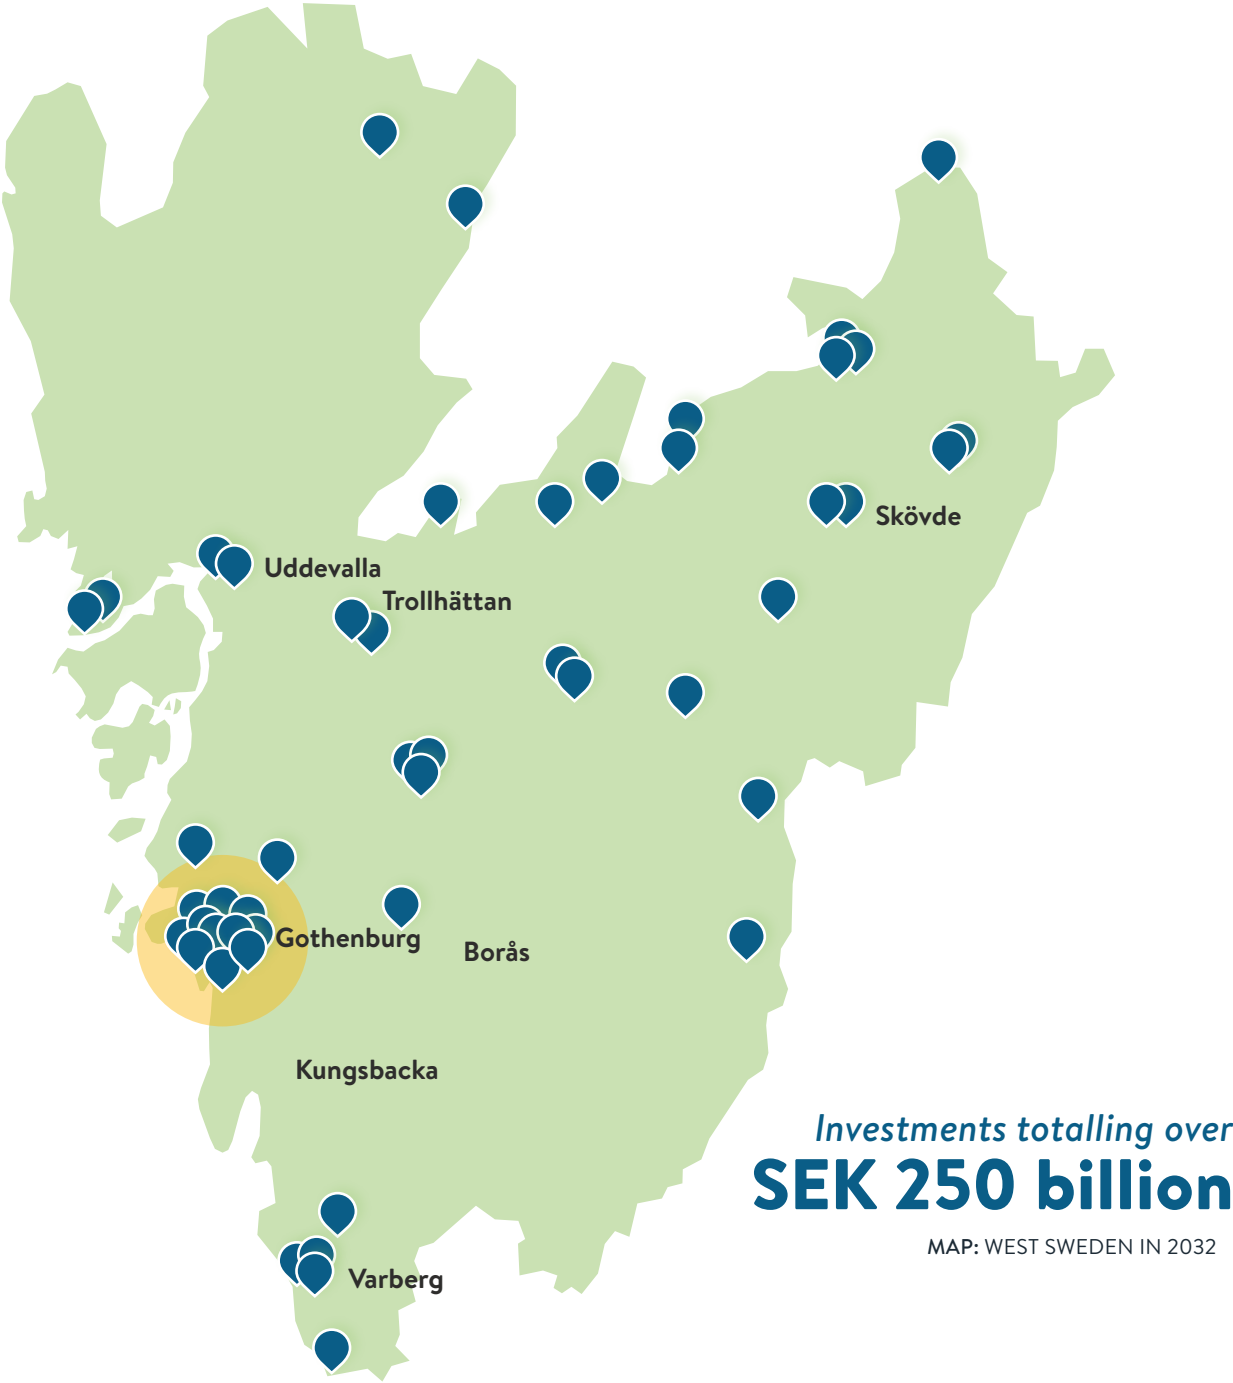 Skövde
Uddevalla
Trollhättan
Gothenburg
Borås
Kungsbacka
Investments totalling over
SEK 250 billion
MAP: WEST SWEDEN IN 2032
Varberg